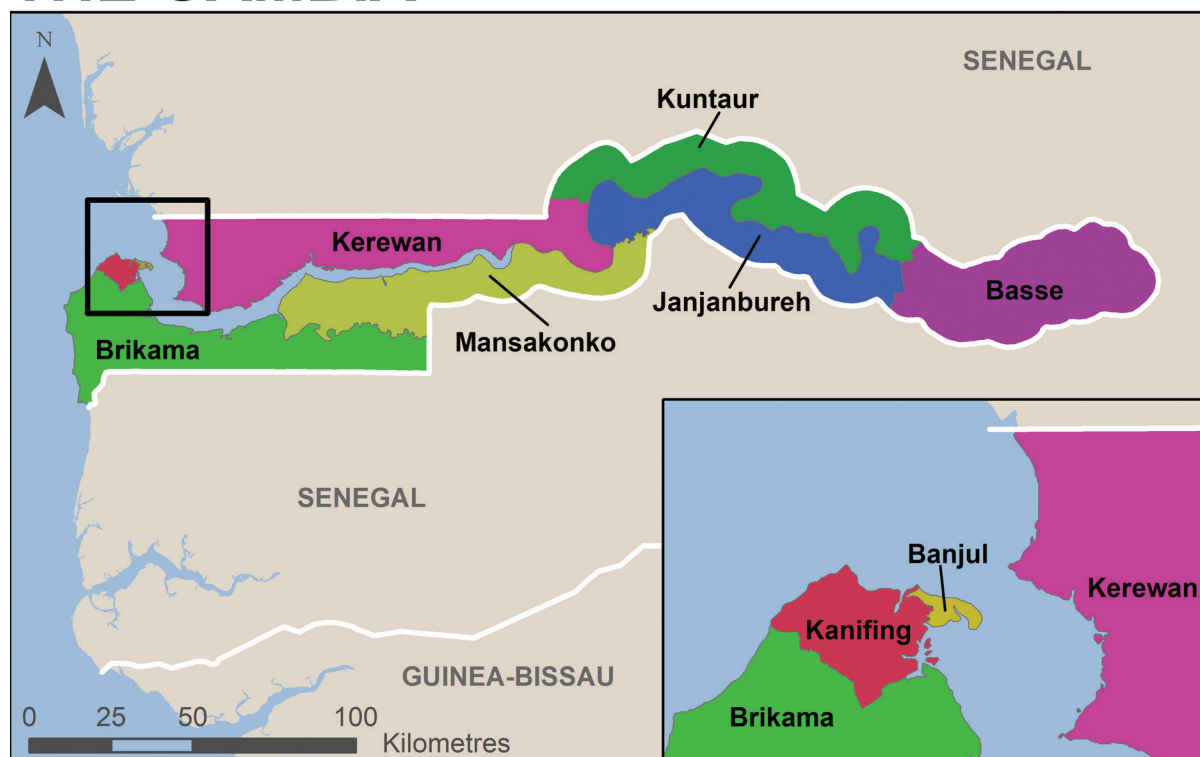 N
SENEGAL
Kuntaur
Kerewan
Basse
Janjanbureh
Mansakonko
Brikama
SENEGAL
Banjul
Kerewan
Kanifing
GUINEA-BISSAU
Brikama
0 25 50 100
Kilometres